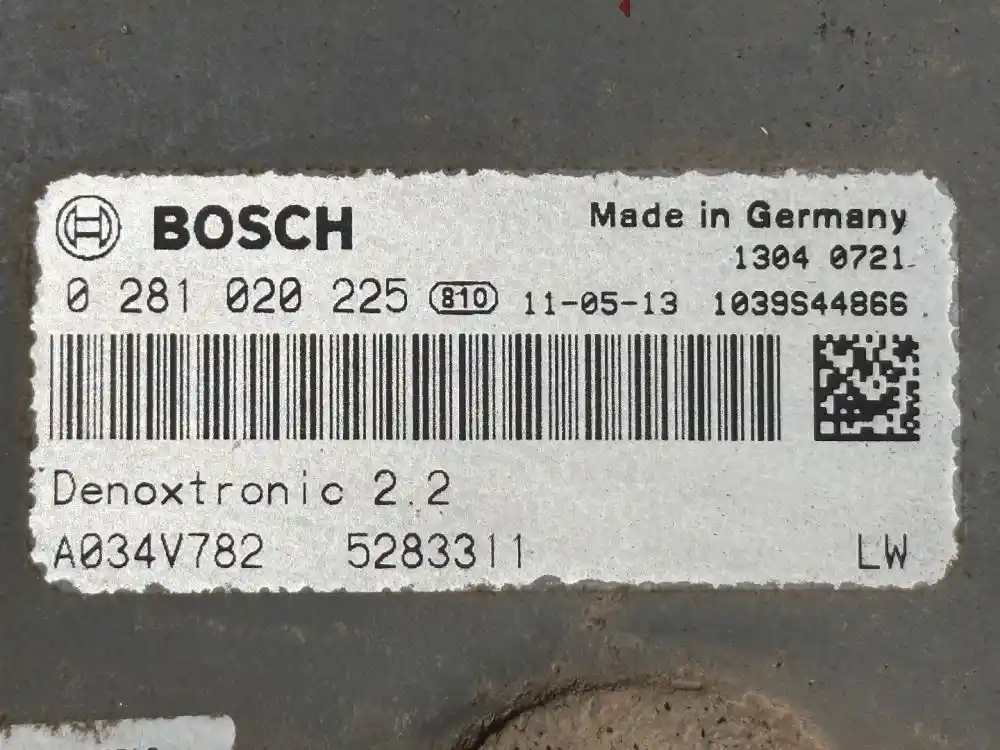 BOSCH
Made in Germany
1304 0721
0 281 020 225 810 11-05-13 1039S44866
Denoxtronic 2.2
A034V782 5283311 LW